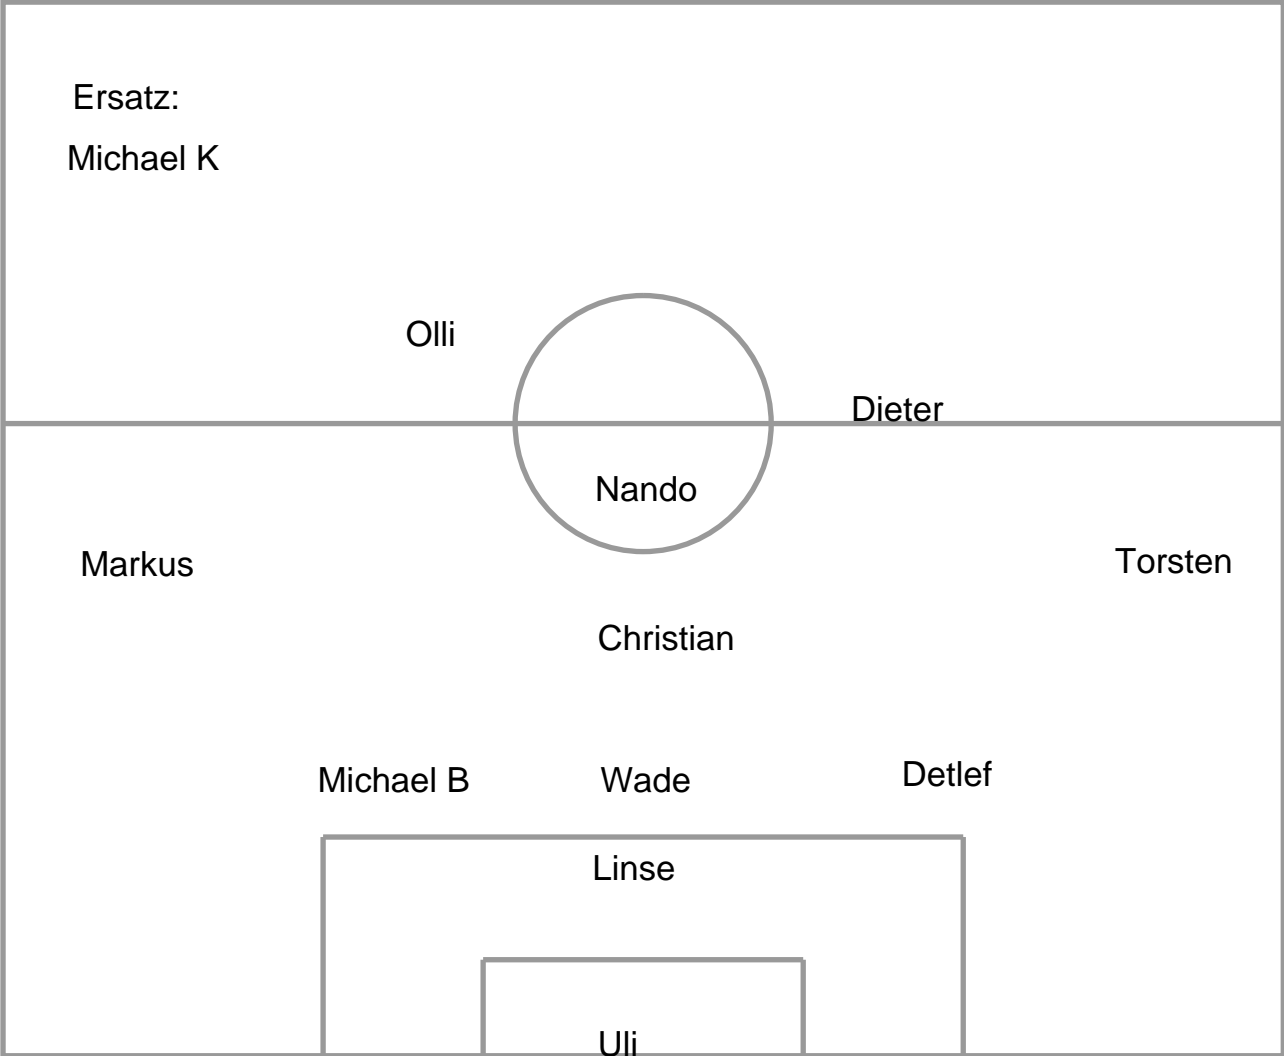 Ersatz:
Michael K
Olli
Dieter
Nando
Markus
Torsten
Christian
Michael B
Wade
Detlef
Linse
Uli